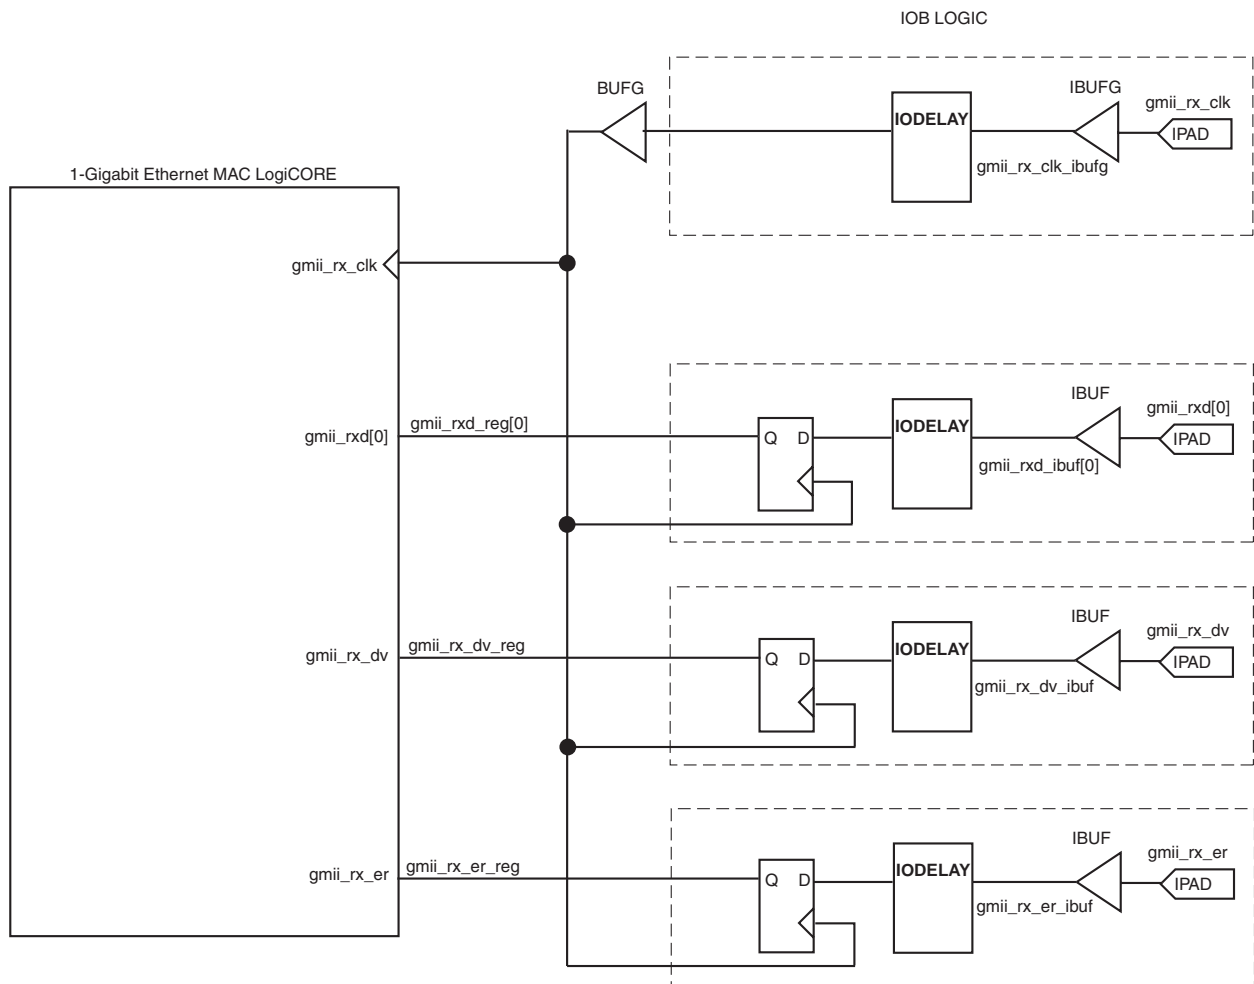 IOB LOGIC
BUFG
IBUFG
gmii_rx_clk
IODELAY
IPAD
gmii_rx_clk_ibufg
1-Gigabit Ethernet MAC LogiCORE
gmii_rx_clk
IBUF
gmii_rxd[0]
IODELAY
gmii_rxd[0]
gmii_rxd_reg[0]
Q D
IPAD
gmii_rxd_ibuf[0]
IBUF
gmii_rx_dv
IODELAY
gmii_rx_dv
gmii_rx_dv_reg
Q D
IPAD
gmii_rx_dv_ibuf
IBUF
gmii_rx_er
IODELAY
gmii_rx_er
gmii_rx_er_reg
Q D
IPAD
gmii_rx_er_ibuf